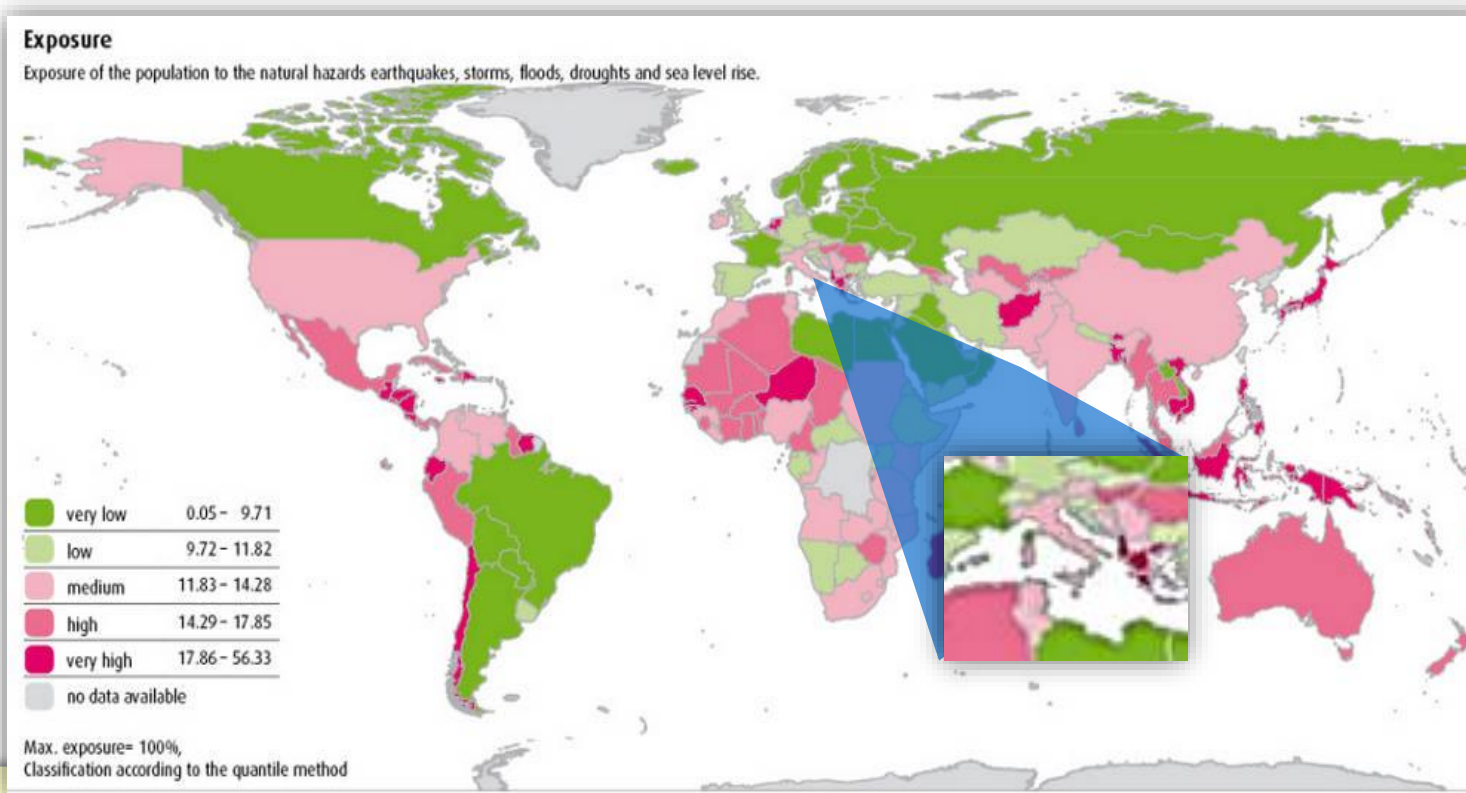 Exposure
Exposure of the population to the natural hazards earthquakes, storms, floods, droughts and sea level rise.
very low 0.05 – 9.71
low 9.72 – 11.82
medium 11.83 – 14.28
high 14.29 – 17.85
very high 17.86 – 56.33
no data available
Max. exposure= 100%,
Classification according to the quantile method